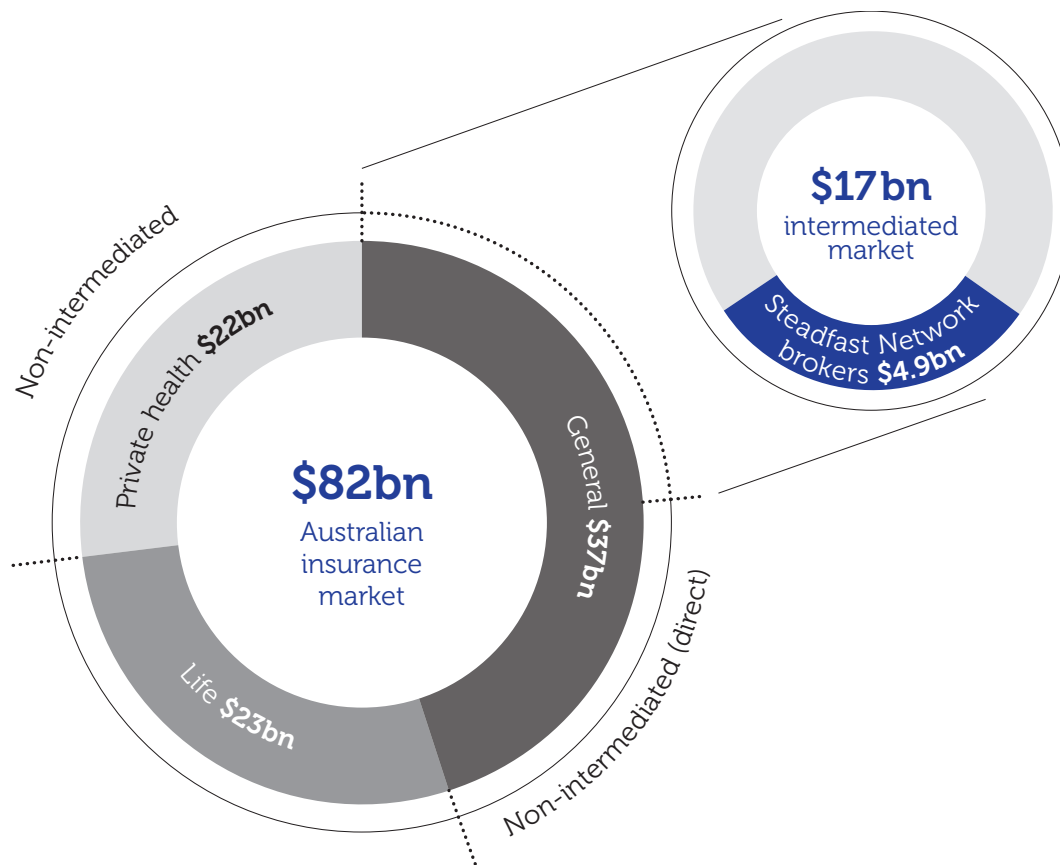 $17bn
intermediated
market
Steadfast Network
brokers $4.9bn
Non-intermediated
Private health $22bn
General $37bn
$82bn
Australian
insurance
market
Life $23bn
Non-intermediated (direct)